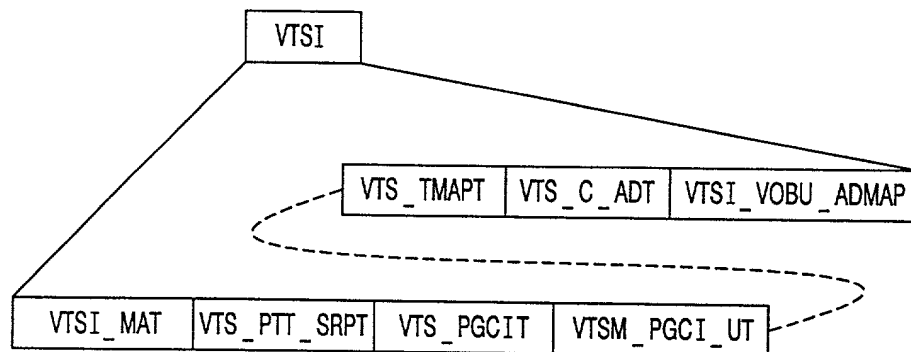 VTSI
VTS_TMAPT VTS_C_ADT VTSI_VOBU_ADMAP
VTSI_MAT VTS_PTT_SRPT VTS_PGCIT VTSM_PGCI_UT